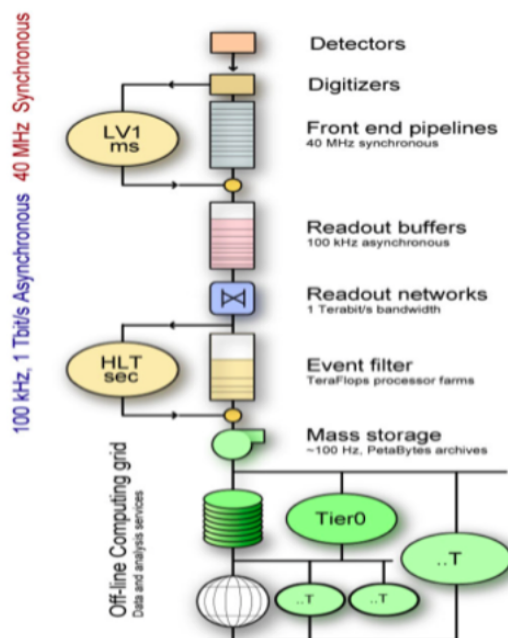 Detectors
Digitizers
LV1
ms
Front end pipelines
40 MHz synchronous
Readout buffers
100 kHz asynchronous
Readout networks
1 Terabit/s bandwidth
HLT
sec
Event filter
TeraFlops processor farms
Mass storage
~100 Hz, PetaBytes archives
Tier0
..T
..T
..T
100 kHz, 1 Tbit/s Asynchronous 40 MHz Synchronous
Off-line Computing grid
Data and analysis services